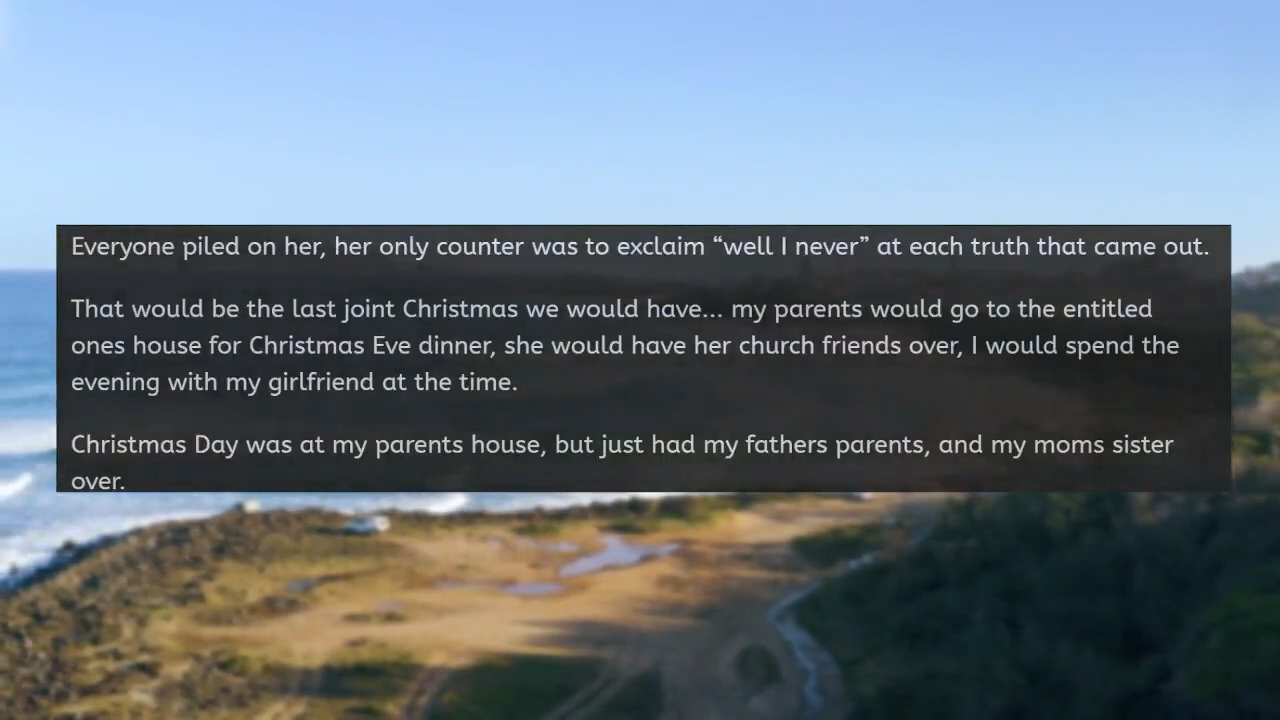 Everyone piled on her, her only counter was to exclaim “well I never” at each truth that came out.
That would be the last joint Christmas we would have... my parents would go to the entitled
ones house for Christmas Eve dinner, she would have her church friends over, I would spend the
evening with my girlfriend at the time.
Christmas Day was at my parents house, but just had my fathers parents, and my moms sister
over.